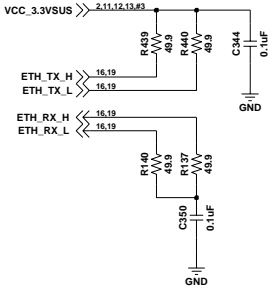 VCC_3.3VSUS 2,11,12,13,#3
R439 49.9
R440 49.9
C344 0.1uF
ETH_TX_H 16,19
ETH_TX_L 16,19
GND
ETH_RX_H 16,19
ETH_RX_L 16,19
R140 49.9
R137 49.9
C350 0.1uF
GND